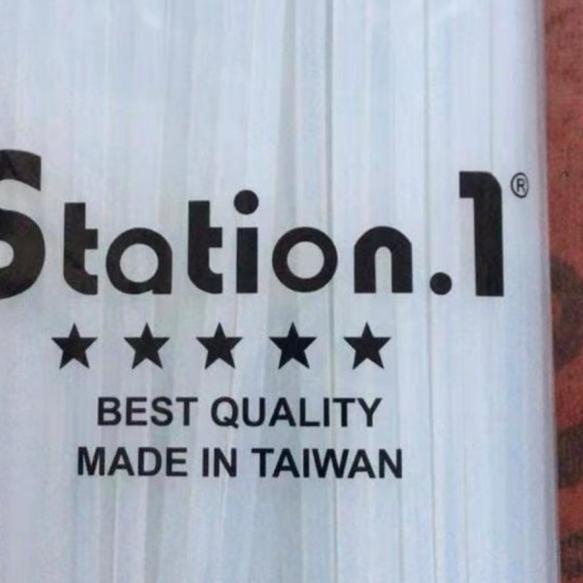 Station.1®
★★★★★
BEST QUALITY
MADE IN TAIWAN